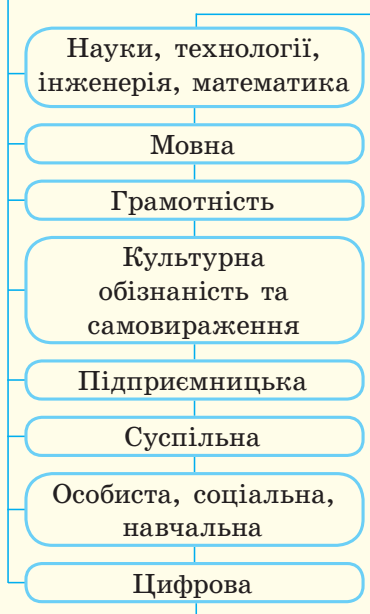 Науки, технології,
інженерія, математика
Мовна
Грамотність
Культурна
обізнаність та
самовираження
Підприємницька
Суспільна
Особиста, соціальна,
навчальна
Цифрова